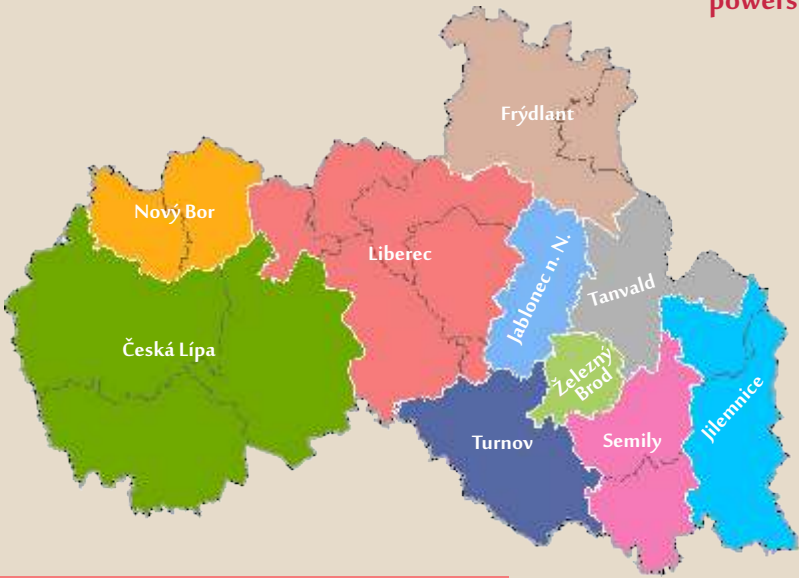 powers
Frýdlant
Nový Bor
Liberec
Jablonec n. N.
Tanvald
Česká Lípa
Železný
Brod
Jilemnice
Turnov
Semily